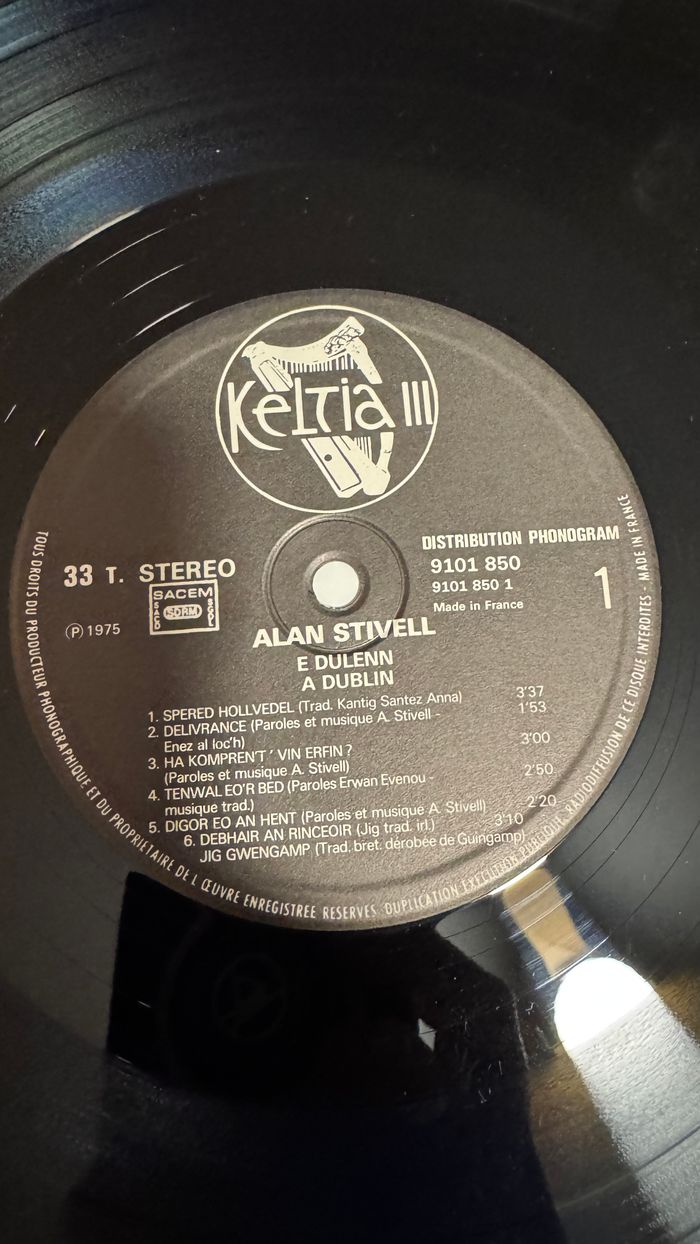 KELTIA III
DISTRIBUTION PHONOGRAM
33 T. STEREO
9101 850
9101 850 1
1
SACEM
SACD
SDRM
SGDL
Made in France
Ⓟ 1975
ALAN STIVELL
E DULENN
A DUBLIN
1. SPERED HOLLVEDEL (Trad. Kantig Santez Anna) 3'37
2. DELIVRANCE (Paroles et musique A. Stivell - 1'53
Enez al loc'h)
3. HA KOMPREN'T ' VIN ERFIN ? 3'00
(Paroles et musique A. Stivell)
4. TENWAL EO'R BED (Paroles Erwan Evenou - 2'50
musique trad.)
5. DIGOR EO AN HENT (Paroles et musique A. Stivell) 2'20
6. DEBHAIR AN RINCEOIR (Jig trad. irl.) 3'10
JIG GWENGAMP (Trad. bret. dérobée de Guingamp)
TOUS DROITS DU PRODUCTEUR PHONOGRAPHIQUE ET DU PROPRIETAIRE DE L'ŒUVRE ENREGISTREE RESERVES DUPLICATION EXECUTION PUBLIQUE, RADIODIFFUSION DE CE DISQUE INTERDITES - MADE IN FRANCE